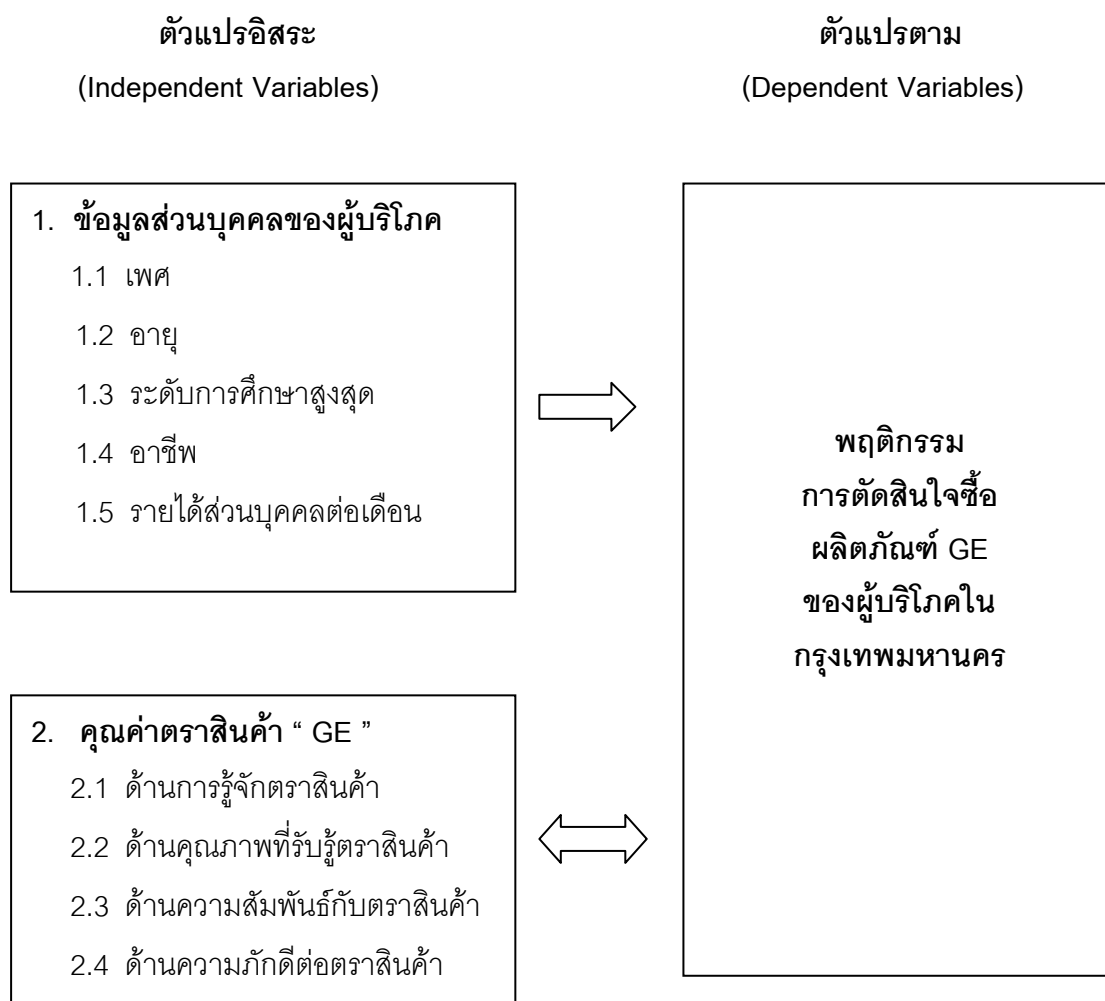 ตัวแปรอิสระ
(Independent Variables)
ตัวแปรตาม
(Dependent Variables)
1. ข้อมูลส่วนบุคคลของผู้บริโภค
1.1 เพศ
1.2 อายุ
1.3 ระดับการศึกษาสูงสุด
1.4 อาชีพ
1.5 รายได้ส่วนบุคคลต่อเดือน
2. คุณค่าตราสินค้า “ GE ”
2.1 ด้านการรู้จักตราสินค้า
2.2 ด้านคุณภาพที่รับรู้ตราสินค้า
2.3 ด้านความสัมพันธ์กับตราสินค้า
2.4 ด้านความภักดีต่อตราสินค้า
พฤติกรรม
การตัดสินใจซื้อ
ผลิตภัณฑ์ GE
ของผู้บริโภคใน
กรุงเทพมหานคร